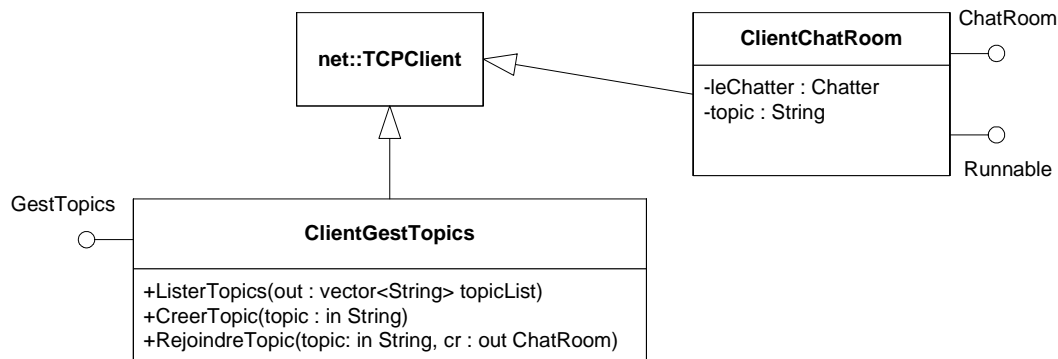 net::TCPClient
ClientChatRoom
-leChatter : Chatter
-topic : String
ChatRoom
Runnable
GestTopics
ClientGestTopics
+ListerTopics(out : vector<String> topicList)
+CreerTopic(topic : in String)
+RejoindreTopic(topic: in String, cr : out ChatRoom)